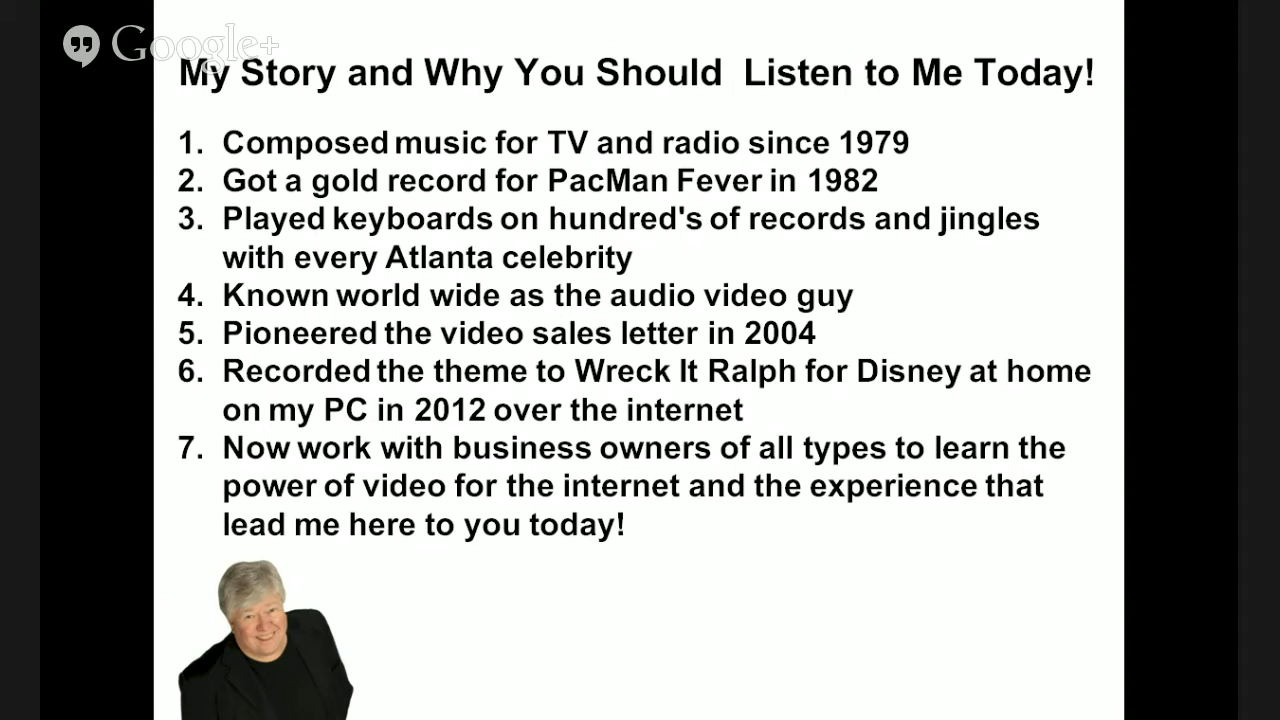 Google+
My Story and Why You Should Listen to Me Today!
1. Composed music for TV and radio since 1979
2. Got a gold record for PacMan Fever in 1982
3. Played keyboards on hundred's of records and jingles
with every Atlanta celebrity
4. Known world wide as the audio video guy
5. Pioneered the video sales letter in 2004
6. Recorded the theme to Wreck It Ralph for Disney at home
on my PC in 2012 over the internet
7. Now work with business owners of all types to learn the
power of video for the internet and the experience that
lead me here to you today!